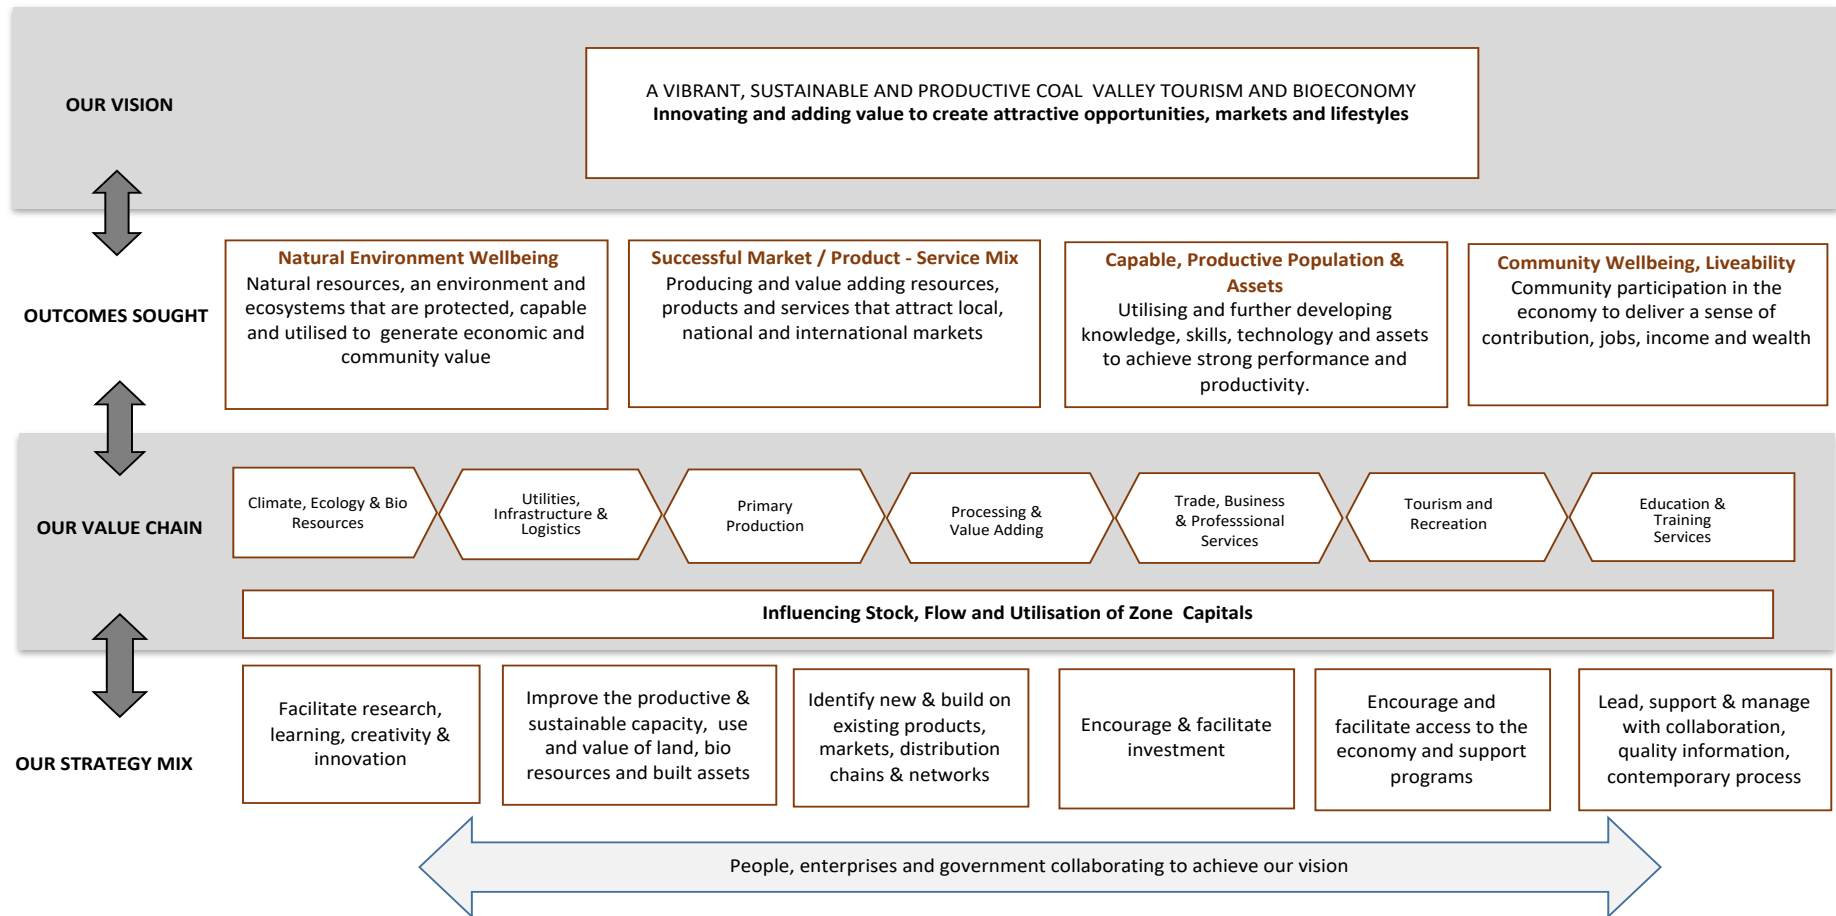 OUR VISION
A VIBRANT, SUSTAINABLE AND PRODUCTIVE COAL  VALLEY TOURISM AND BIOECONOMY
Innovating and adding value to create attractive opportunities, markets and lifestyles
OUTCOMES SOUGHT
Natural Environment Wellbeing
Natural resources, an environment and
ecosystems that are protected, capable
and utilised to  generate economic and
community value
Successful Market / Product - Service Mix
Producing and value adding resources,
products and services that attract local,
national and international markets
Capable, Productive Population &
Assets
Utilising and further developing
knowledge, skills, technology and assets
to achieve strong performance and
productivity.
Community Wellbeing, Liveability
Community participation in the
economy to deliver a sense of
contribution, jobs, income and wealth
OUR VALUE CHAIN
Climate, Ecology & Bio
Resources
Utilities,
Infrastructure &
Logistics
Primary
Production
Processing &
Value Adding
Trade, Business
& Professsional
Services
Tourism and
Recreation
Education &
Training
Services
Influencing Stock, Flow and Utilisation of Zone  Capitals
OUR STRATEGY MIX
Facilitate research,
learning, creativity &
innovation
Improve the productive &
sustainable capacity,  use
and value of land, bio
resources and built assets
Identify new & build on
existing products,
markets, distribution
chains & networks
Encourage & facilitate
investment
Encourage and
facilitate access to the
economy and support
programs
Lead, support & manage
with collaboration,
quality information,
contemporary process
People, enterprises and government collaborating to achieve our vision